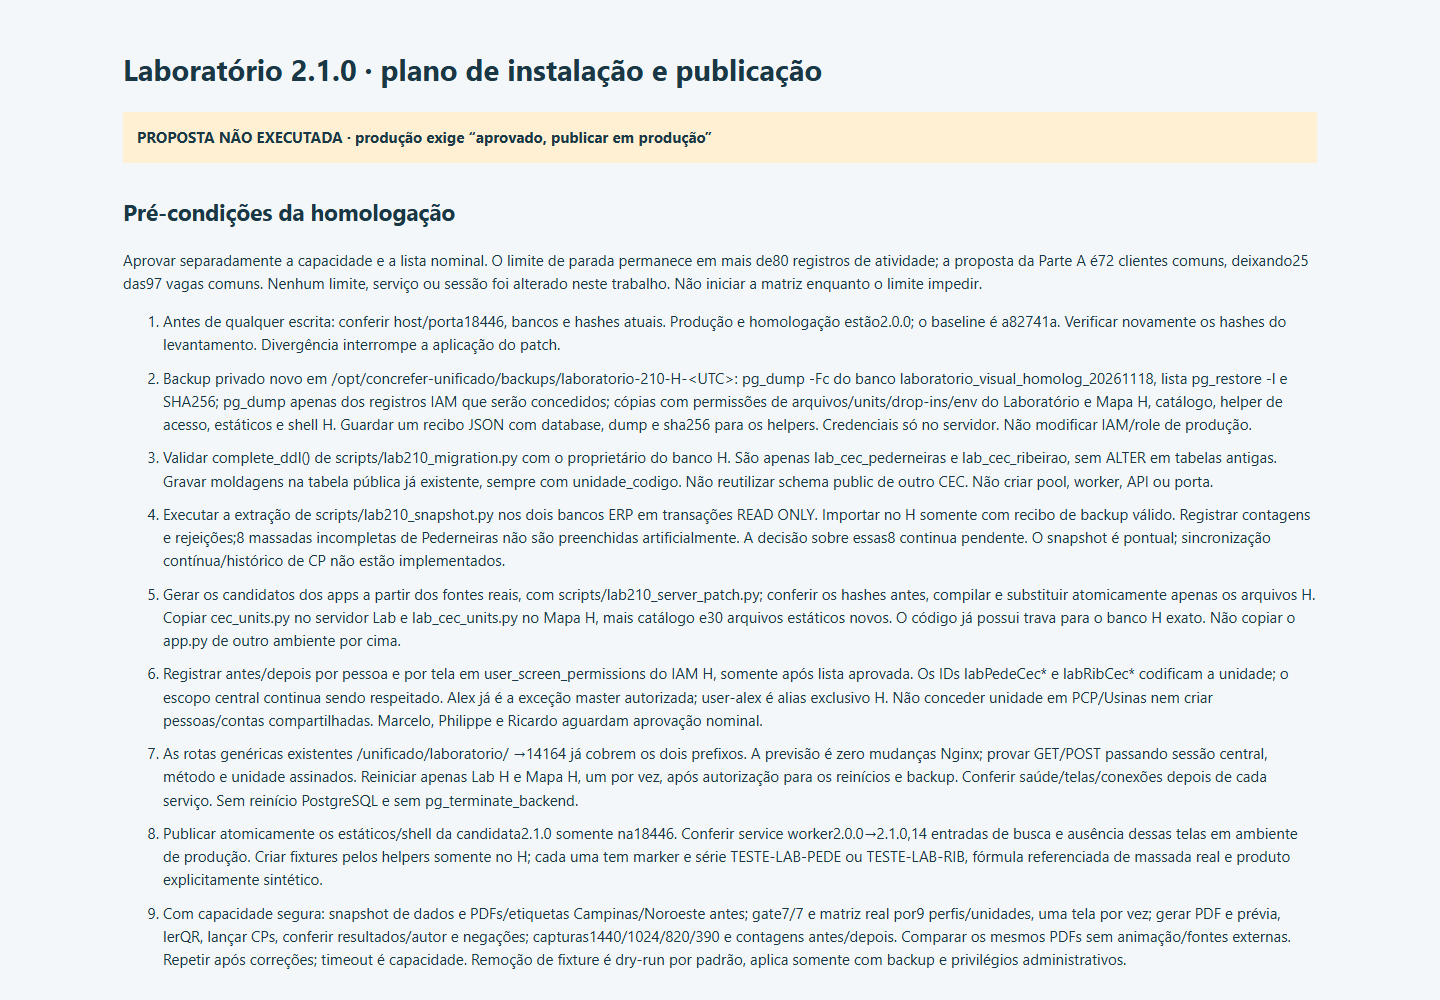 Laboratório 2.1.0 · plano de instalação e publicação
PROPOSTA NÃO EXECUTADA · produção exige “aprovado, publicar em produção”
Pré-condições da homologação
Aprovar separadamente a capacidade e a lista nominal. O limite de parada permanece em mais de80 registros de atividade; a proposta da Parte A é72 clientes comuns, deixando25
das97 vagas comuns. Nenhum limite, serviço ou sessão foi alterado neste trabalho. Não iniciar a matriz enquanto o limite impedir.
1. Antes de qualquer escrita: conferir host/porta18446, bancos e hashes atuais. Produção e homologação estão2.0.0; o baseline é a82741a. Verificar novamente os hashes do
levantamento. Divergência interrompe a aplicação do patch.
2. Backup privado novo em /opt/concrefer-unificado/backups/laboratorio-210-H-<UTC>: pg_dump -Fc do banco laboratorio_visual_homolog_20261118, lista pg_restore -l e
SHA256; pg_dump apenas dos registros IAM que serão concedidos; cópias com permissões de arquivos/units/drop-ins/env do Laboratório e Mapa H, catálogo, helper de
acesso, estáticos e shell H. Guardar um recibo JSON com database, dump e sha256 para os helpers. Credenciais só no servidor. Não modificar IAM/role de produção.
3. Validar complete_ddl() de scripts/lab210_migration.py com o proprietário do banco H. São apenas lab_cec_pederneiras e lab_cec_ribeirao, sem ALTER em tabelas antigas.
Gravar moldagens na tabela pública já existente, sempre com unidade_codigo. Não reutilizar schema public de outro CEC. Não criar pool, worker, API ou porta.
4. Executar a extração de scripts/lab210_snapshot.py nos dois bancos ERP em transações READ ONLY. Importar no H somente com recibo de backup válido. Registrar contagens
e rejeições;8 massadas incompletas de Pederneiras não são preenchidas artificialmente. A decisão sobre essas8 continua pendente. O snapshot é pontual; sincronização
contínua/histórico de CP não estão implementados.
5. Gerar os candidatos dos apps a partir dos fontes reais, com scripts/lab210_server_patch.py; conferir os hashes antes, compilar e substituir atomicamente apenas os arquivos H.
Copiar cec_units.py no servidor Lab e lab_cec_units.py no Mapa H, mais catálogo e30 arquivos estáticos novos. O código já possui trava para o banco H exato. Não copiar o
app.py de outro ambiente por cima.
6. Registrar antes/depois por pessoa e por tela em user_screen_permissions do IAM H, somente após lista aprovada. Os IDs labPedeCec* e labRibCec* codificam a unidade; o
escopo central continua sendo respeitado. Alex já é a exceção master autorizada; user-alex é alias exclusivo H. Não conceder unidade em PCP/Usinas nem criar
pessoas/contas compartilhadas. Marcelo, Philippe e Ricardo aguardam aprovação nominal.
7. As rotas genéricas existentes /unificado/laboratorio/ →14164 já cobrem os dois prefixos. A previsão é zero mudanças Nginx; provar GET/POST passando sessão central,
método e unidade assinados. Reiniciar apenas Lab H e Mapa H, um por vez, após autorização para os reinícios e backup. Conferir saúde/telas/conexões depois de cada
serviço. Sem reinício PostgreSQL e sem pg_terminate_backend.
8. Publicar atomicamente os estáticos/shell da candidata2.1.0 somente na18446. Conferir service worker2.0.0→2.1.0,14 entradas de busca e ausência dessas telas em ambiente
de produção. Criar fixtures pelos helpers somente no H; cada uma tem marker e série TESTE-LAB-PEDE ou TESTE-LAB-RIB, fórmula referenciada de massada real e produto
explicitamente sintético.
9. Com capacidade segura: snapshot de dados e PDFs/etiquetas Campinas/Noroeste antes; gate7/7 e matriz real por9 perfis/unidades, uma tela por vez; gerar PDF e prévia,
lerQR, lançar CPs, conferir resultados/autor e negações; capturas1440/1024/820/390 e contagens antes/depois. Comparar os mesmos PDFs sem animação/fontes externas.
Repetir após correções; timeout é capacidade. Remoção de fixture é dry-run por padrão, aplica somente com backup e privilégios administrativos.